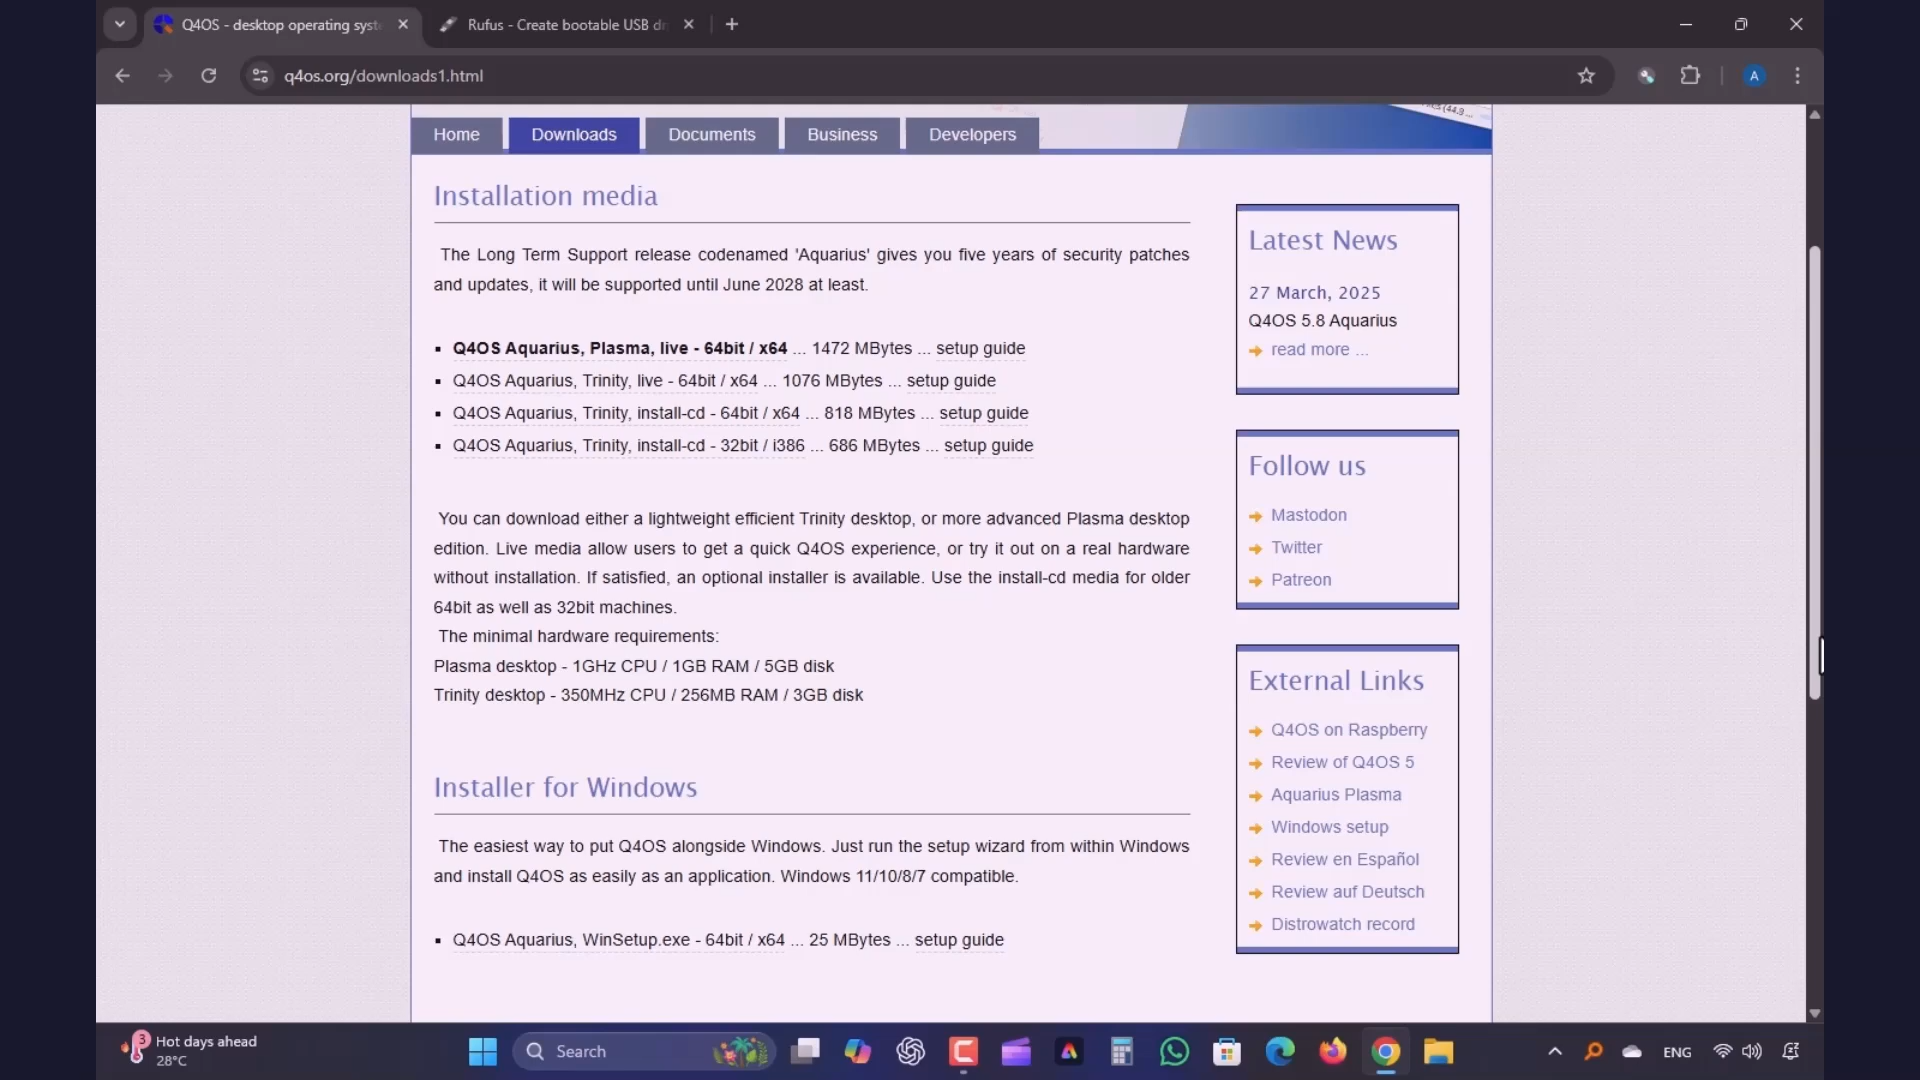 Q4OS - desktop operating syst
Rufus - Create bootable USB dr
q4os.org/downloads1.html
A
Home
Downloads
Documents
Business
Developers
Installation media
The Long Term Support release codenamed 'Aquarius' gives you five years of security patches
and updates, it will be supported until June 2028 at least.
Q4OS Aquarius, Plasma, live - 64bit / x64 ... 1472 MBytes ... setup guide
Q4OS Aquarius, Trinity, live - 64bit / x64 ... 1076 MBytes ... setup guide
Q4OS Aquarius, Trinity, install-cd - 64bit / x64 ... 818 MBytes ... setup guide
Q4OS Aquarius, Trinity, install-cd - 32bit / i386 ... 686 MBytes ... setup guide
You can download either a lightweight efficient Trinity desktop, or more advanced Plasma desktop
edition. Live media allow users to get a quick Q4OS experience, or try it out on a real hardware
without installation. If satisfied, an optional installer is available. Use the install-cd media for older
64bit as well as 32bit machines.
The minimal hardware requirements:
Plasma desktop - 1GHz CPU / 1GB RAM / 5GB disk
Trinity desktop - 350MHz CPU / 256MB RAM / 3GB disk
Installer for Windows
The easiest way to put Q4OS alongside Windows. Just run the setup wizard from within Windows
and install Q4OS as easily as an application. Windows 11/10/8/7 compatible.
Q4OS Aquarius, WinSetup.exe - 64bit / x64 ... 25 MBytes ... setup guide
Latest News
27 March, 2025
Q4OS 5.8 Aquarius
read more ...
Follow us
Mastodon
Twitter
Patreon
External Links
Q4OS on Raspberry
Review of Q4OS 5
Aquarius Plasma
Windows setup
Review en Español
Review auf Deutsch
Distrowatch record
3
Hot days ahead
28°C
Search
ENG